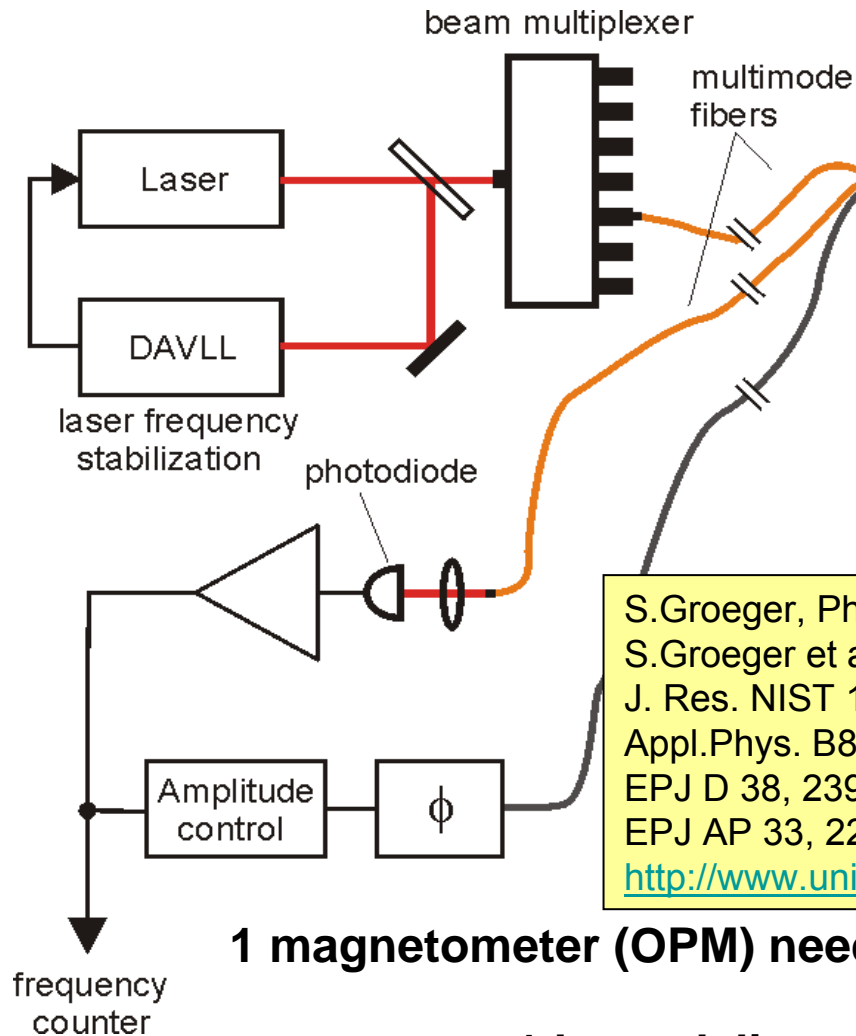 beam multiplexer
multimode
fibers
Laser
DAVLL
laser frequency
stabilization
photodiode
S.Groeger, Ph
S.Groeger et a
J. Res. NIST 1
Appl.Phys. B8
EPJ D 38, 239
EPJ AP 33, 22
http://www.uni
Amplitude
control
ϕ
1 magnetometer (OPM) need
frequency
counter